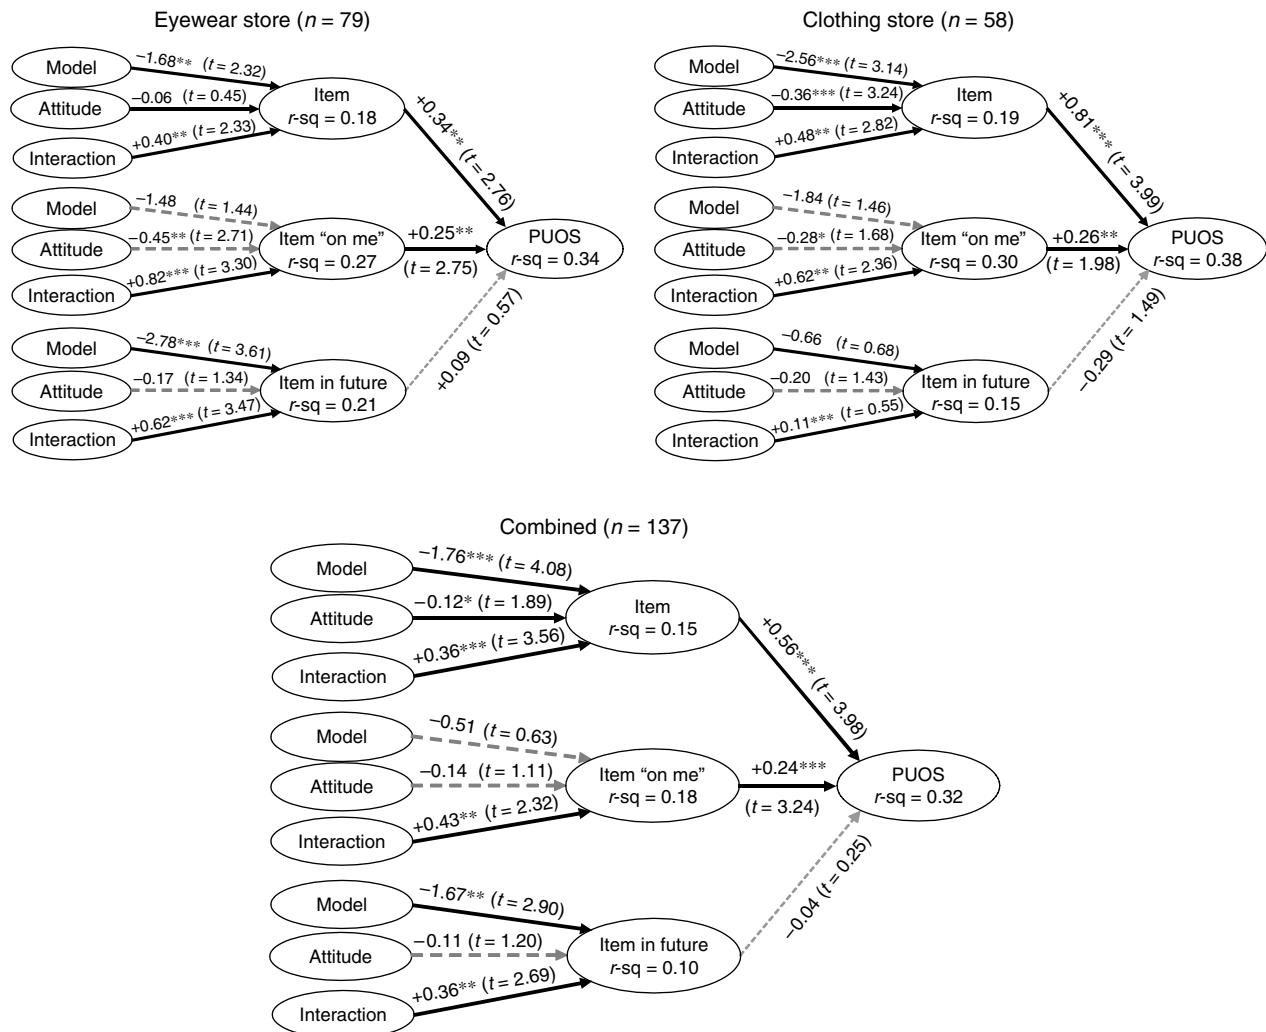 Eyewear store (n = 79)
Model
−1.68** (t = 2.32)
Attitude
−0.06 (t = 0.45)
Interaction
+0.40** (t = 2.33)
Item
r-sq = 0.18
+0.34** (t = 2.76)
Model
−1.48 (t = 1.44)
Attitude
−0.45** (t = 2.71)
Interaction
+0.82*** (t = 3.30)
Item “on me”
r-sq = 0.27
+0.25**
(t = 2.75)
PUOS
r-sq = 0.34
Model
−2.78*** (t = 3.61)
Attitude
−0.17 (t = 1.34)
Interaction
+0.62*** (t = 3.47)
Item in future
r-sq = 0.21
+0.09 (t = 0.57)
Clothing store (n = 58)
Model
−2.56*** (t = 3.14)
Attitude
−0.36*** (t = 3.24)
Interaction
+0.48** (t = 2.82)
Item
r-sq = 0.19
+0.81*** (t = 3.99)
Model
−1.84 (t = 1.46)
Attitude
−0.28* (t = 1.68)
Interaction
+0.62** (t = 2.36)
Item “on me”
r-sq = 0.30
+0.26**
(t = 1.98)
PUOS
r-sq = 0.38
Model
−0.66 (t = 0.68)
Attitude
−0.20 (t = 1.43)
Interaction
+0.11*** (t = 0.55)
Item in future
r-sq = 0.15
−0.29 (t = 1.49)
Combined (n = 137)
Model
−1.76*** (t = 4.08)
Attitude
−0.12* (t = 1.89)
Interaction
+0.36*** (t = 3.56)
Item
r-sq = 0.15
+0.56*** (t = 3.98)
Model
−0.51 (t = 0.63)
Attitude
−0.14 (t = 1.11)
Interaction
+0.43** (t = 2.32)
Item “on me”
r-sq = 0.18
+0.24***
(t = 3.24)
PUOS
r-sq = 0.32
Model
−1.67** (t = 2.90)
Attitude
−0.11 (t = 1.20)
Interaction
+0.36** (t = 2.69)
Item in future
r-sq = 0.10
−0.04 (t = 0.25)